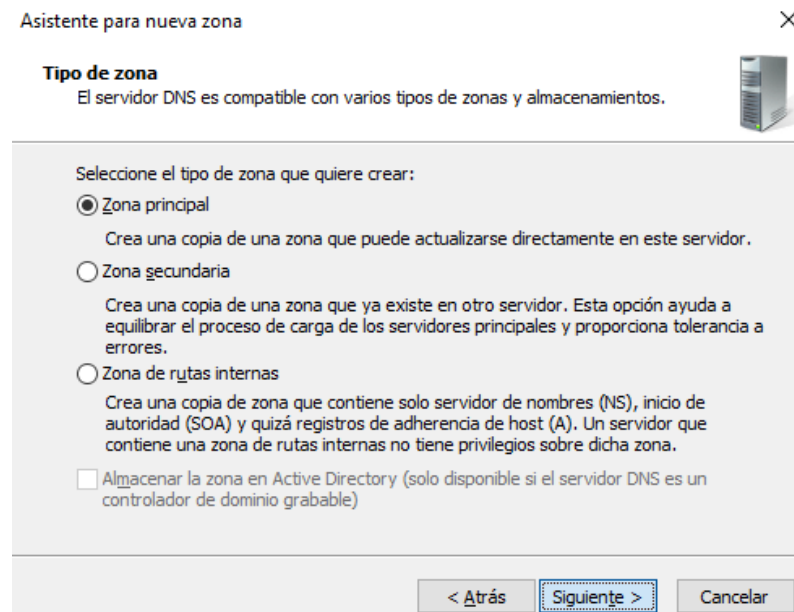 Asistente para nueva zona
Tipo de zona
El servidor DNS es compatible con varios tipos de zonas y almacenamientos.
Seleccione el tipo de zona que quiere crear:
Zona principal
Crea una copia de una zona que puede actualizarse directamente en este servidor.
Zona secundaria
Crea una copia de una zona que ya existe en otro servidor. Esta opción ayuda a
equilibrar el proceso de carga de los servidores principales y proporciona tolerancia a
errores.
Zona de rutas internas
Crea una copia de zona que contiene solo servidor de nombres (NS), inicio de
autoridad (SOA) y quizá registros de adherencia de host (A). Un servidor que
contiene una zona de rutas internas no tiene privilegios sobre dicha zona.
Almacenar la zona en Active Directory (solo disponible si el servidor DNS es un
controlador de dominio grabable)
< Atrás Siguiente > Cancelar